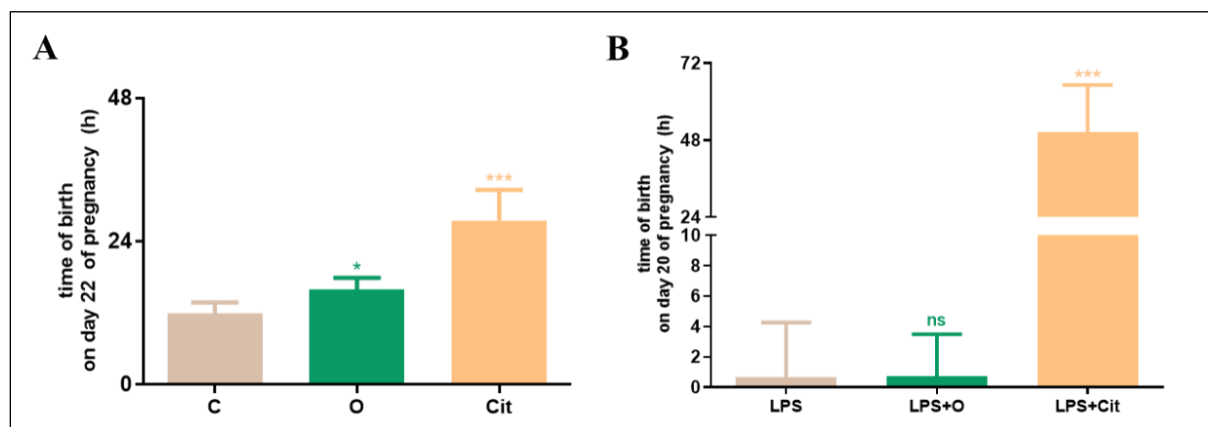 A
time of birth
on day 22 of pregnancy (h)
48
24
0
***
*
C O Cit
B
time of birth
on day 20 of pregnancy (h)
72
48
24
10
8
6
4
2
0
***
ns
LPS LPS+O LPS+Cit